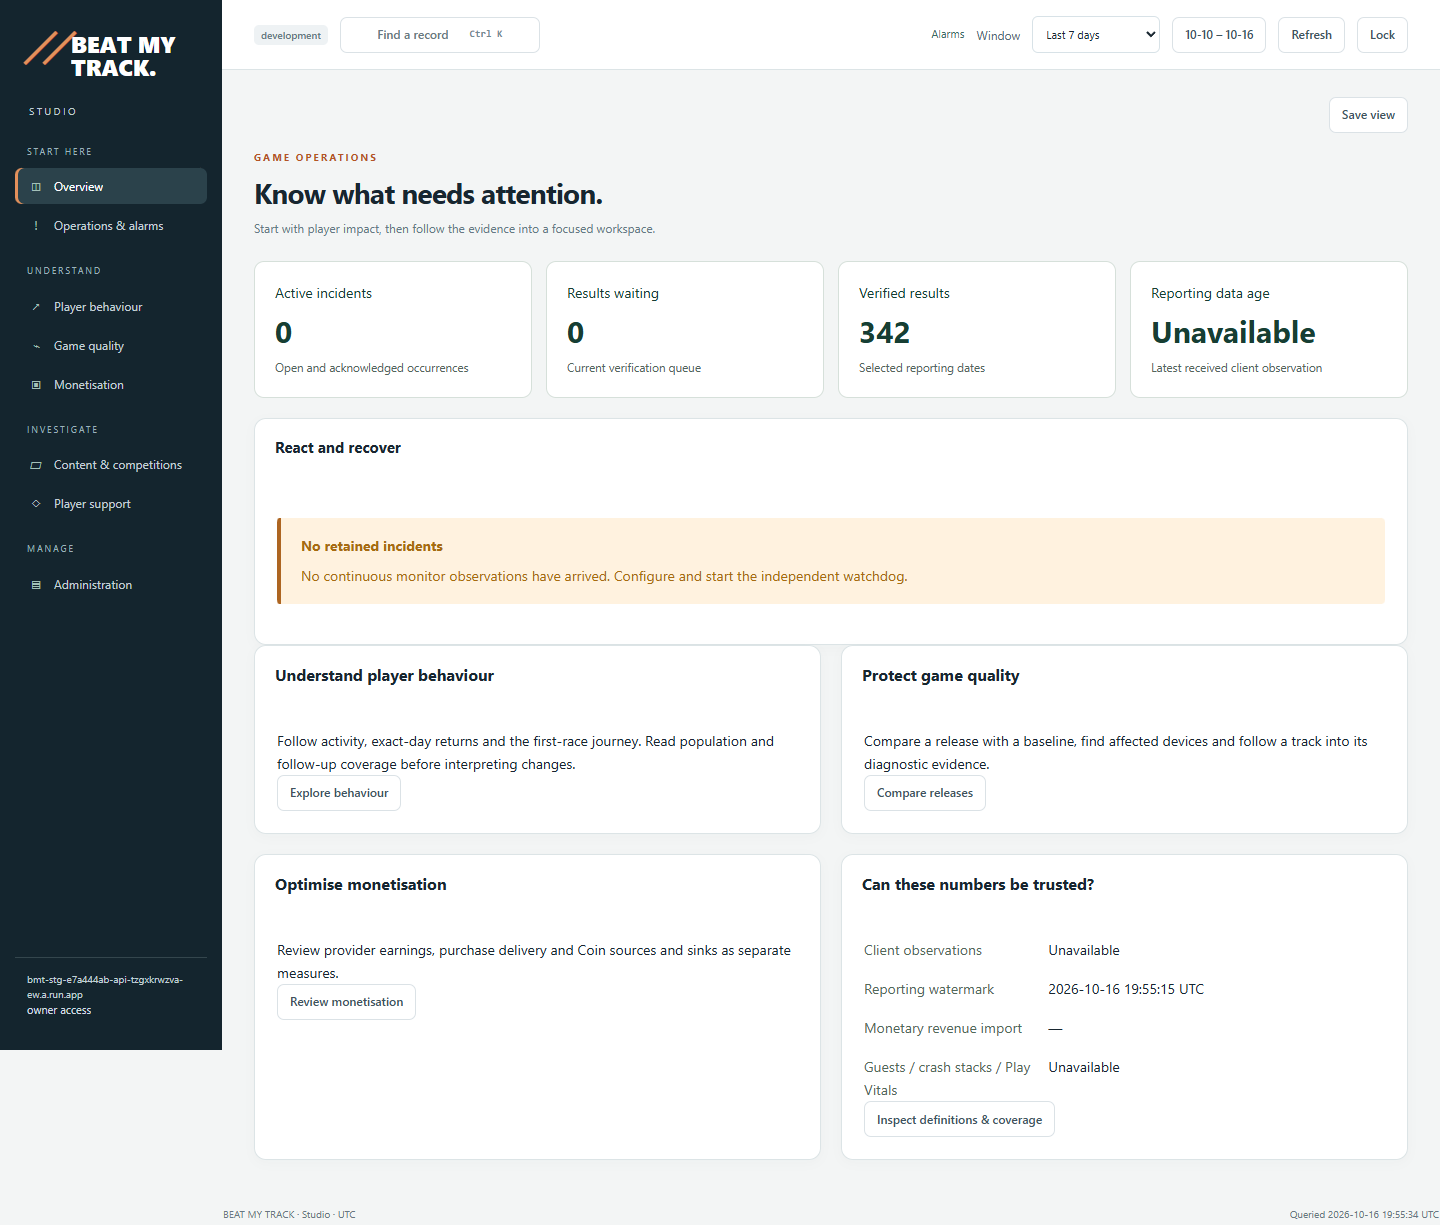 BEAT MY
TRACK.
STUDIO
START HERE
Overview
! Operations & alarms
UNDERSTAND
Player behaviour
Game quality
Monetisation
INVESTIGATE
Content & competitions
Player support
MANAGE
Administration
bmt-stg-e7a444ab-api-tzgxkrwzva-
ew.a.run.app
owner access
development
Find a record Ctrl K
Alarms Window Last 7 days 10-10 – 10-16 Refresh Lock
Save view
GAME OPERATIONS
Know what needs attention.
Start with player impact, then follow the evidence into a focused workspace.
Active incidents
0
Open and acknowledged occurrences
Results waiting
0
Current verification queue
Verified results
342
Selected reporting dates
Reporting data age
Unavailable
Latest received client observation
React and recover
No retained incidents
No continuous monitor observations have arrived. Configure and start the independent watchdog.
Understand player behaviour
Follow activity, exact-day returns and the first-race journey. Read population and
follow-up coverage before interpreting changes.
Explore behaviour
Protect game quality
Compare a release with a baseline, find affected devices and follow a track into its
diagnostic evidence.
Compare releases
Optimise monetisation
Review provider earnings, purchase delivery and Coin sources and sinks as separate
measures.
Review monetisation
Can these numbers be trusted?
Client observations Unavailable
Reporting watermark 2026-10-16 19:55:15 UTC
Monetary revenue import —
Guests / crash stacks / Play Unavailable
Vitals
Inspect definitions & coverage
BEAT MY TRACK · Studio · UTC
Queried 2026-10-16 19:55:34 UTC